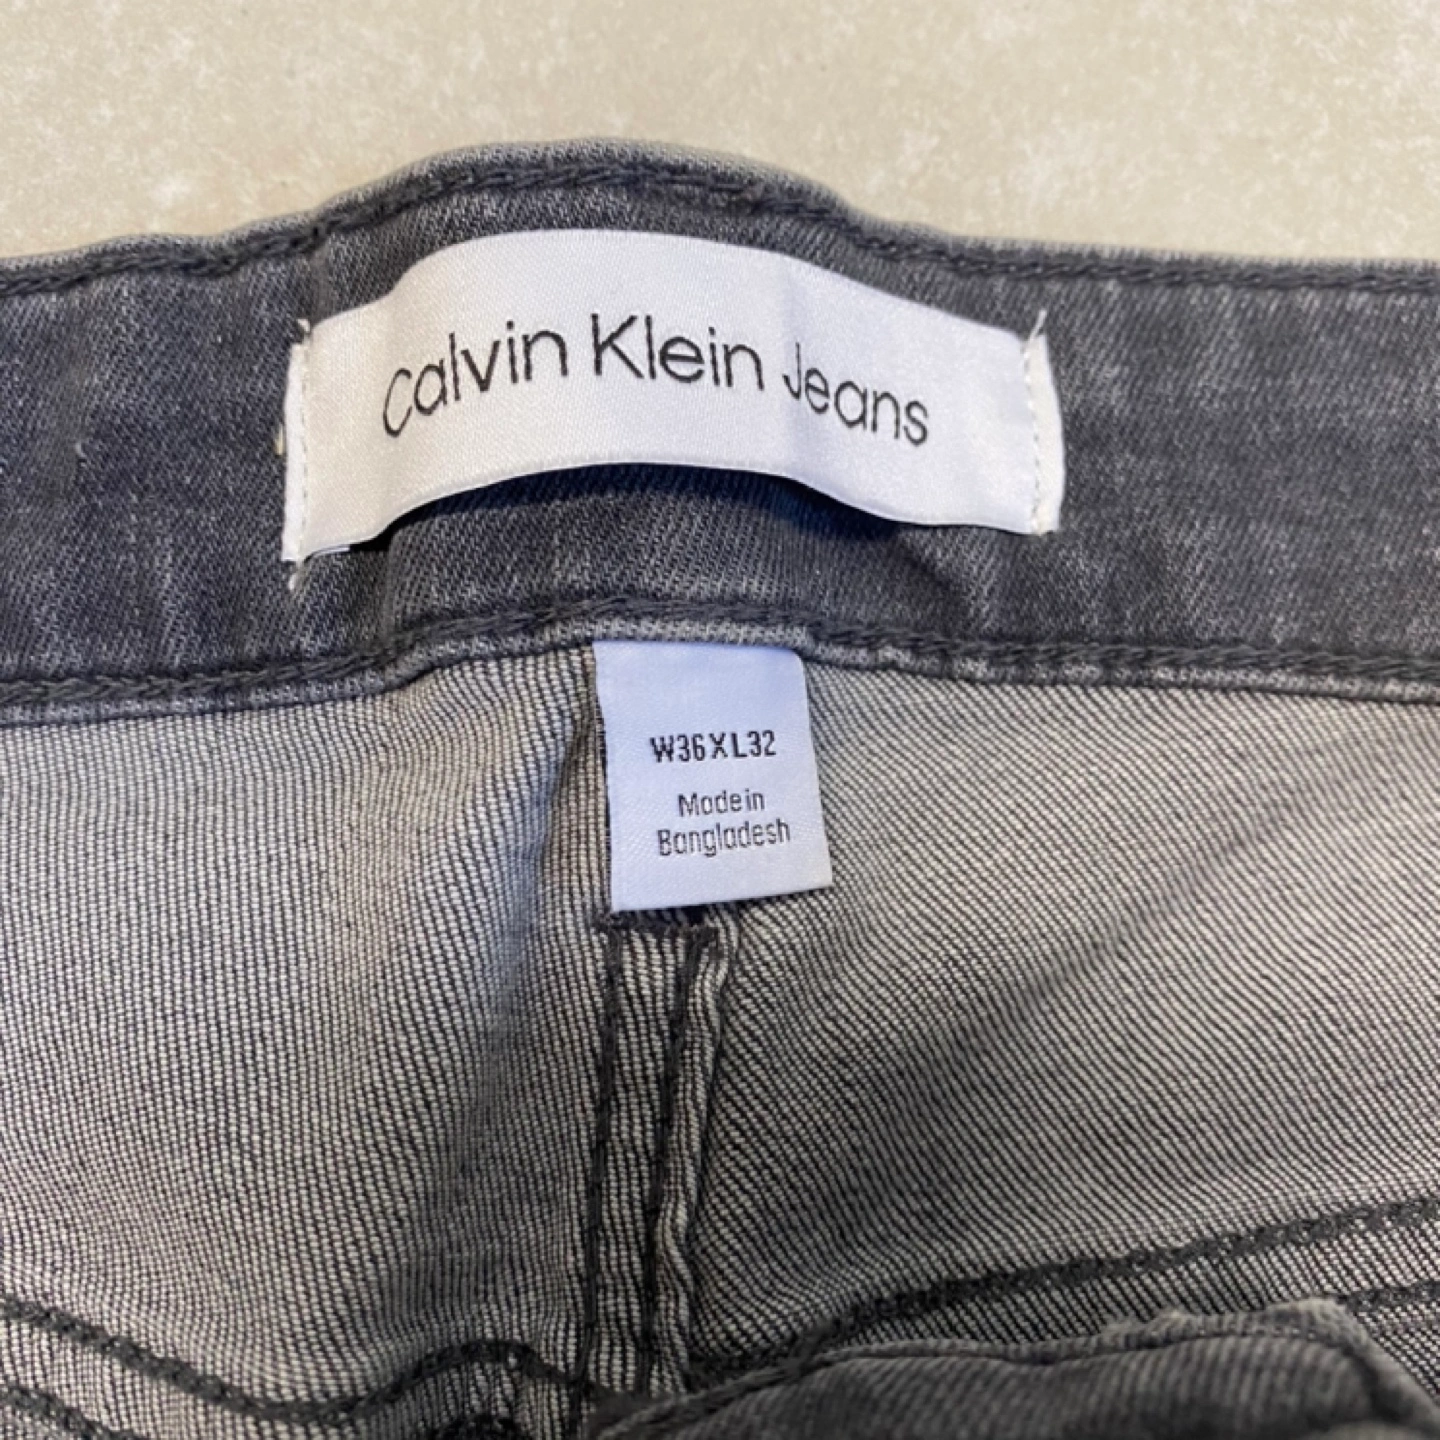 Calvin Klein Jeans
W36XL32
Made in
Bangladesh